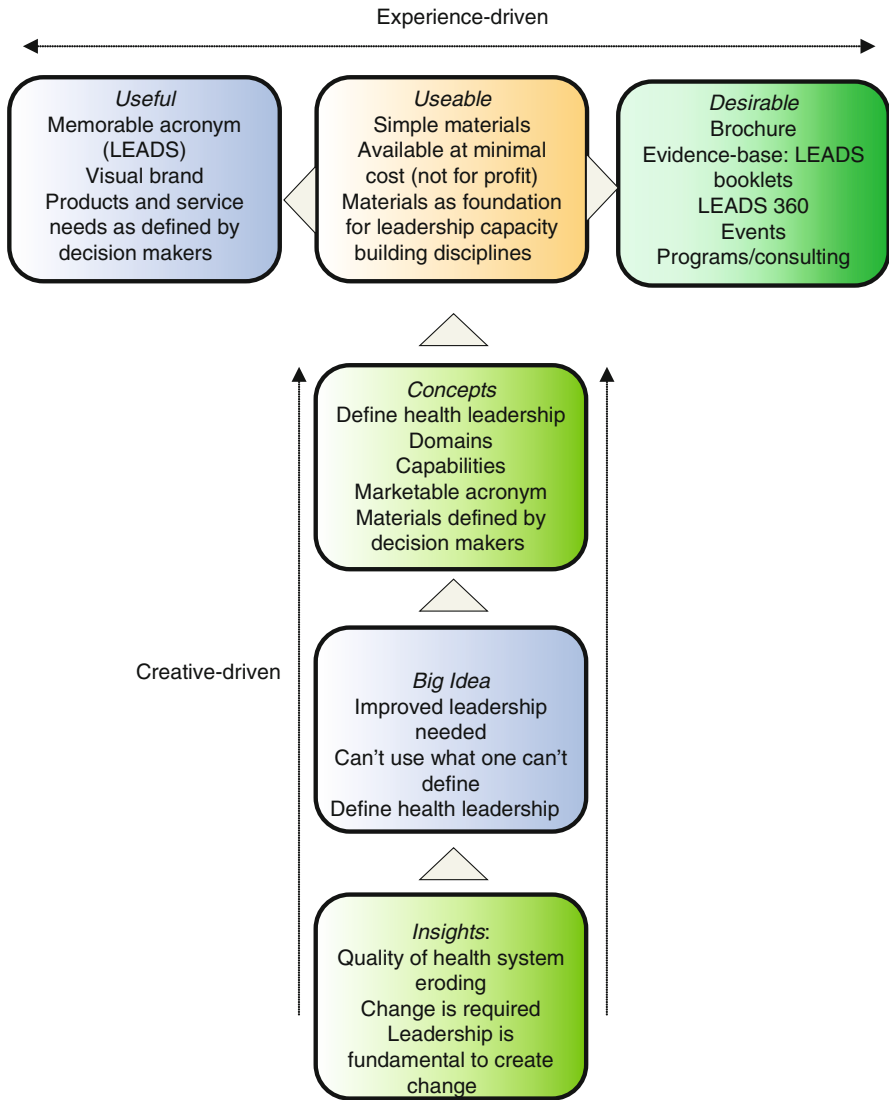 Experience-driven
Useful
Memorable acronym
(LEADS)
Visual brand
Products and service
needs as defined by
decision makers
Useable
Simple materials
Available at minimal
cost (not for profit)
Materials as foundation
for leadership capacity
building disciplines
Desirable
Brochure
Evidence-base: LEADS
booklets
LEADS 360
Events
Programs/consulting
Concepts
Define health leadership
Domains
Capabilities
Marketable acronym
Materials defined by
decision makers
Creative-driven
Big Idea
Improved leadership
needed
Can’t use what one can’t
define
Define health leadership
Insights:
Quality of health system
eroding
Change is required
Leadership is
fundamental to create
change